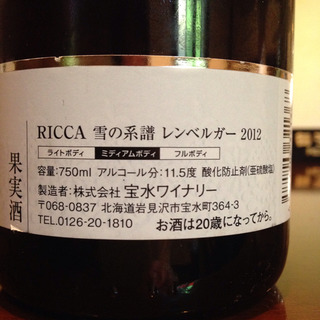 RICCA 雪の系譜 レンベルガー 2012
ライトボディ ミディアムボディ フルボディ
容量:750ml アルコール分:11.5度 酸化防止剤(亜硫酸塩)
製造者:株式会社 宝水ワイナリー
〒068-0837 北海道岩見沢市宝水町364-3
TEL.0126-20-1810 お酒は20歳になってから。
果実酒